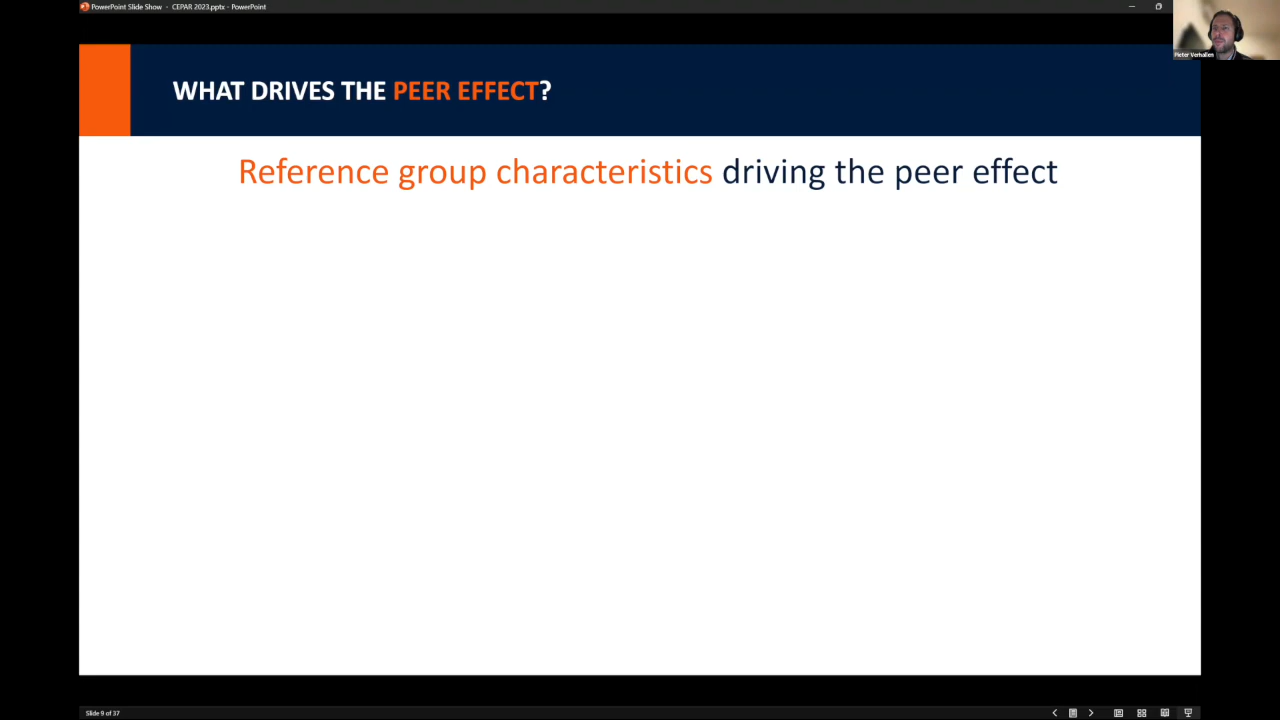 PowerPoint Slide Show - CEPAR 2023.pptx - PowerPoint
Pieter Verhallen
WHAT DRIVES THE PEER EFFECT?
Reference group characteristics driving the peer effect
Slide 9 of 37